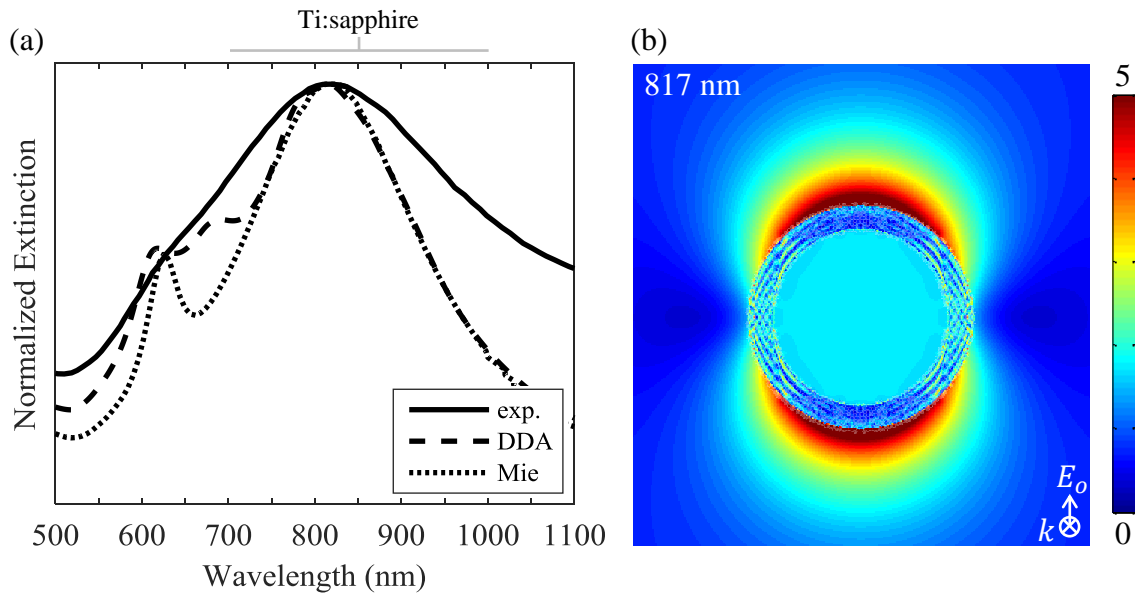 Ti:sapphire
(a)
Normalized Extinction
exp.
DDA
Mie
500 600 700 800 900 1000 1100
Wavelength (nm)
(b)
817 nm
E_o
k
5
0